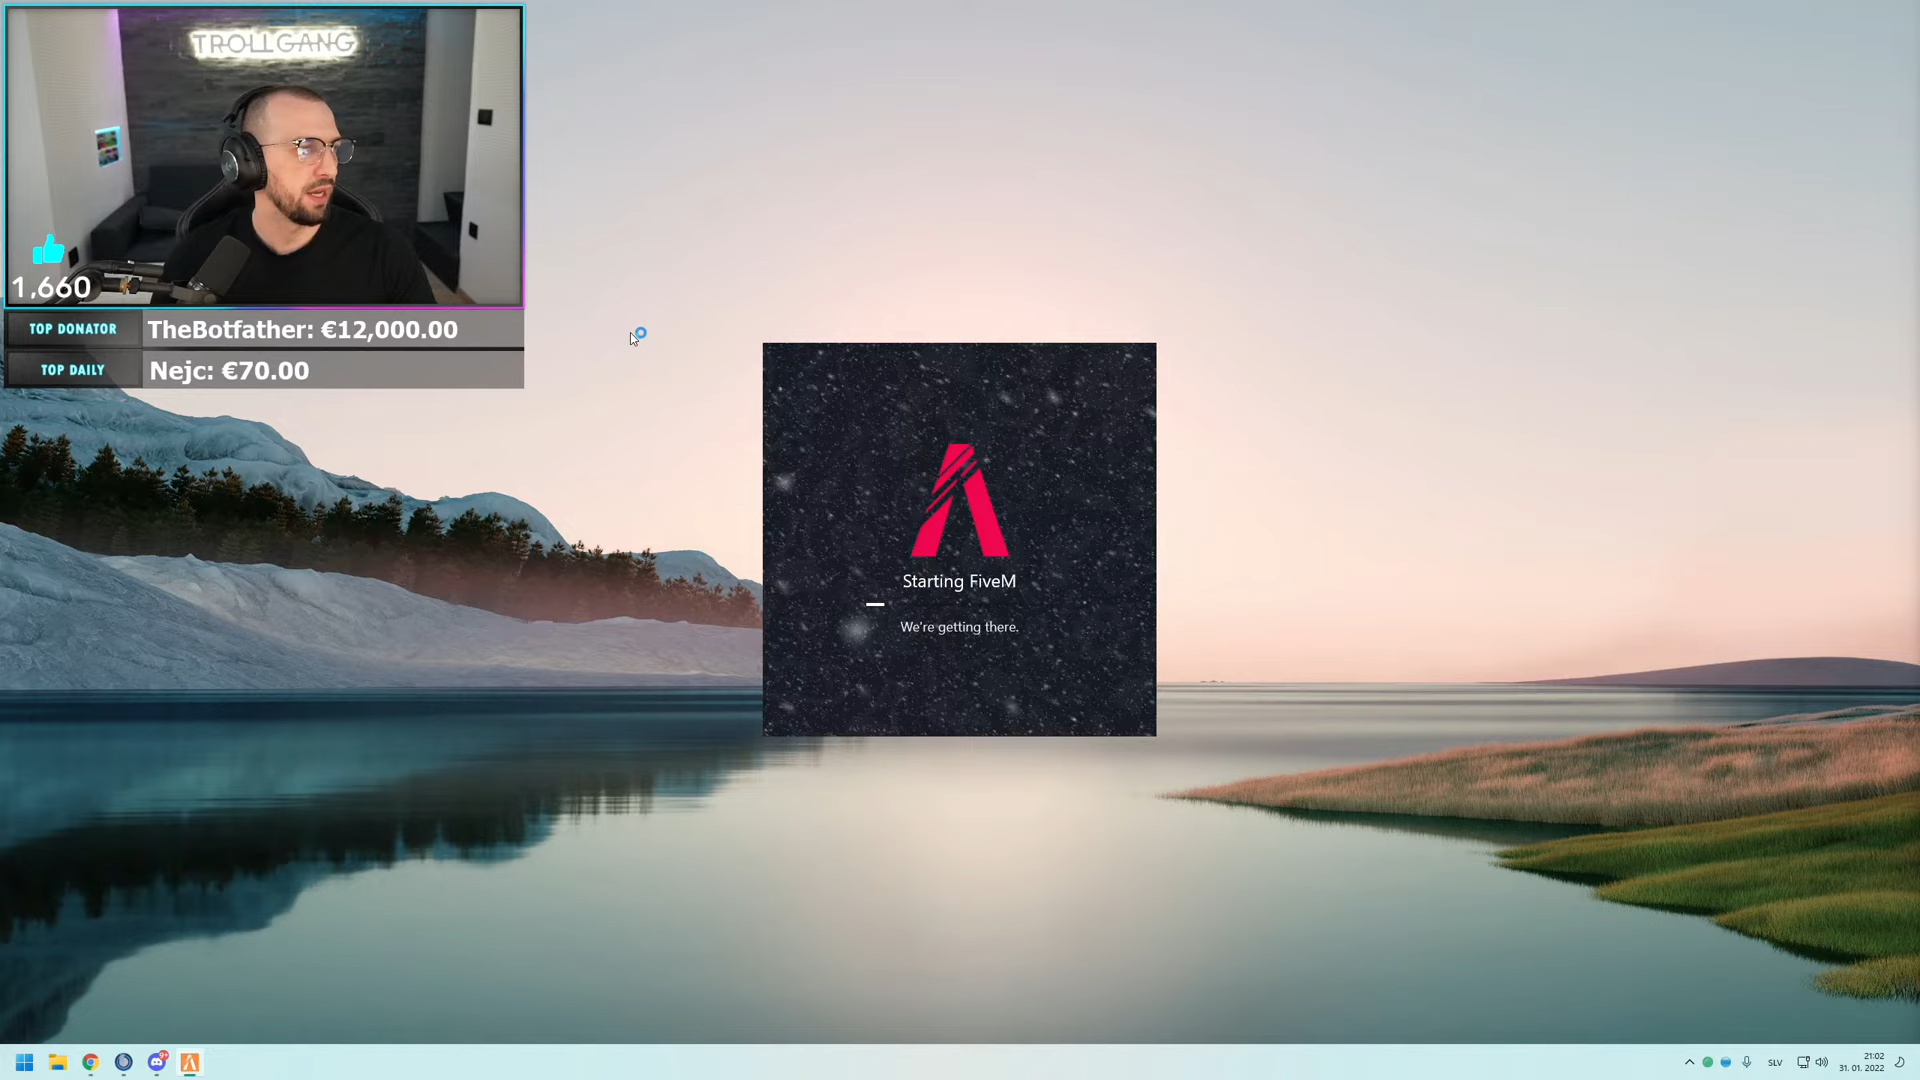 TROLLGANG
1,660
TOP DONATOR TheBotfather: €12,000.00
TOP DAILY Nejc: €70.00
Starting FiveM
We're getting there.
9+
SLV
21:02
31. 01. 2022